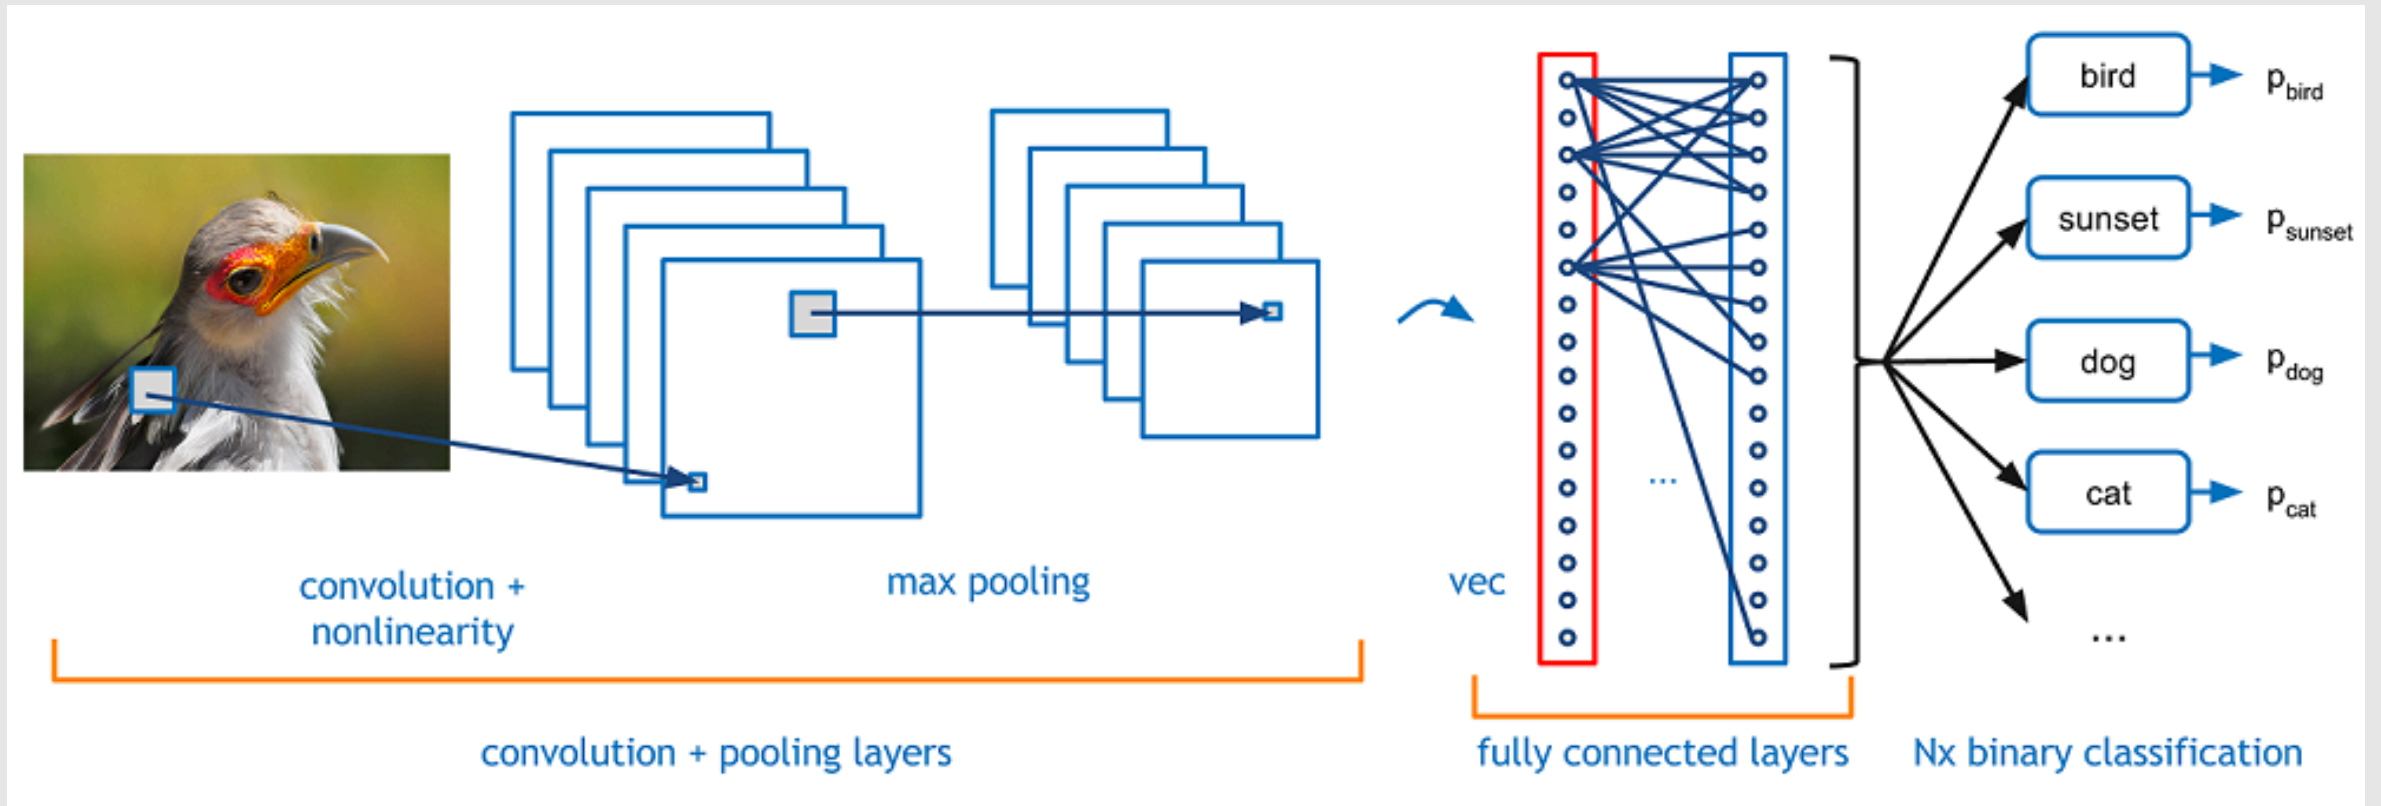 bird
p_bird
sunset
p_sunset
dog
p_dog
cat
p_cat
...
...
convolution +
nonlinearity
max pooling
vec
convolution + pooling layers
fully connected layers
Nx binary classification